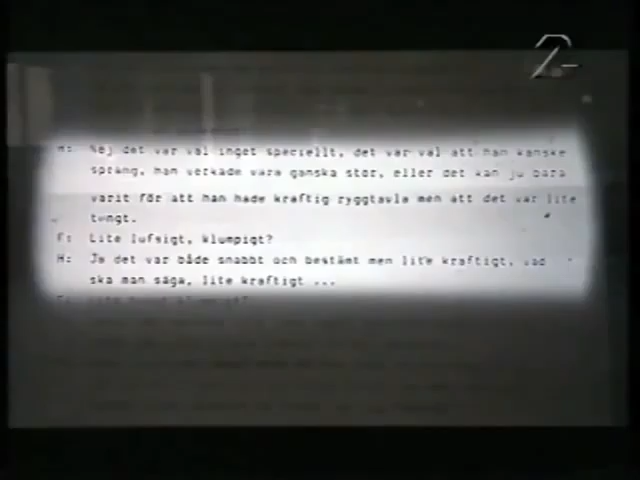 2
H: Nej det var väl inget speciellt, det var väl att han kanske
sprang, han verkade vara ganska stor, eller det kan ju bara
varit för att han hade kraftig ryggtavla men att det var lite
tungt.
F: Lite lufsigt, klumpigt?
H: Ja det var både snabbt och bestämt men lite kraftigt, vad
ska man säga, lite kraftigt ...